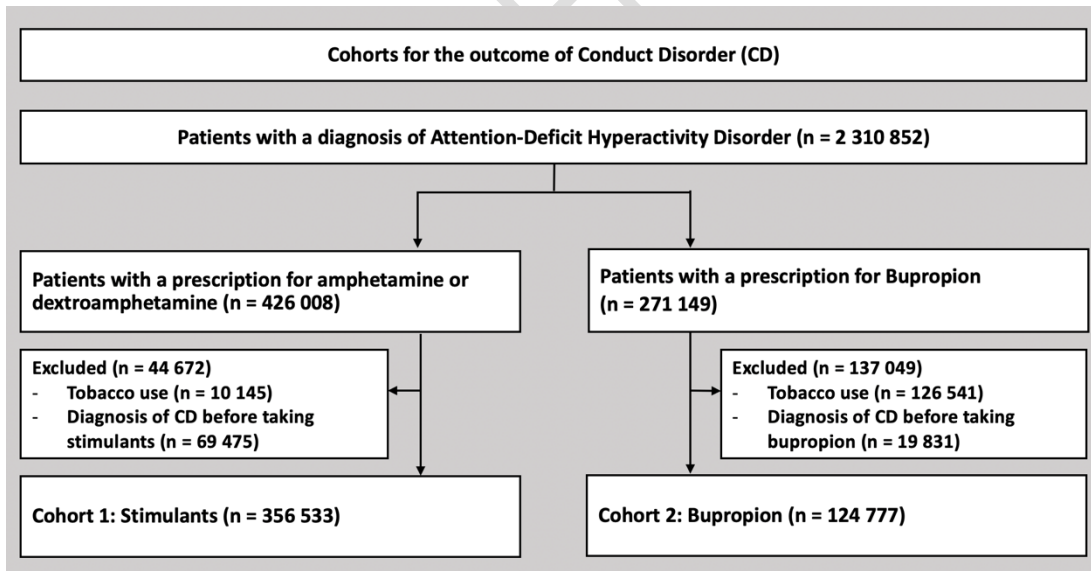 Cohorts for the outcome of Conduct Disorder (CD)
Patients with a diagnosis of Attention-Deficit Hyperactivity Disorder (n = 2 310 852)
Patients with a prescription for amphetamine or
dextroamphetamine (n = 426 008)
Patients with a prescription for Bupropion
(n = 271 149)
Excluded (n = 44 672)
- Tobacco use (n = 10 145)
- Diagnosis of CD before taking
stimulants (n = 69 475)
Excluded (n = 137 049)
- Tobacco use (n = 126 541)
- Diagnosis of CD before taking
bupropion (n = 19 831)
Cohort 1: Stimulants (n = 356 533)
Cohort 2: Bupropion (n = 124 777)